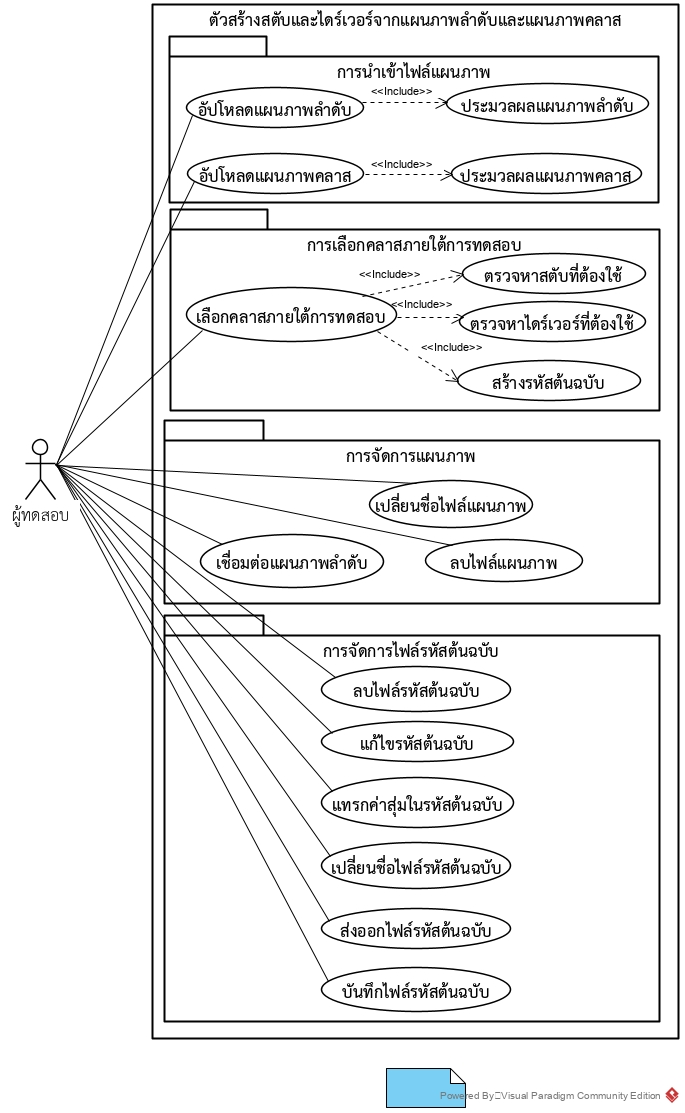 ตัวสร้างสตับและไดร์เวอร์จากแผนภาพลำดับและแผนภาพคลาส
การนำเข้าไฟล์แผนภาพ
อัปโหลดแผนภาพลำดับ
<<Include>>
ประมวลผลแผนภาพลำดับ
อัปโหลดแผนภาพคลาส
<<Include>>
ประมวลผลแผนภาพคลาส
การเลือกคลาสภายใต้การทดสอบ
<<Include>>
ตรวจหาสตับที่ต้องใช้
เลือกคลาสภายใต้การทดสอบ
<<Include>>
ตรวจหาไดร์เวอร์ที่ต้องใช้
<<Include>>
สร้างรหัสต้นฉบับ
ผู้ทดสอบ
การจัดการแผนภาพ
เปลี่ยนชื่อไฟล์แผนภาพ
เชื่อมต่อแผนภาพลำดับ
ลบไฟล์แผนภาพ
การจัดการไฟล์รหัสต้นฉบับ
ลบไฟล์รหัสต้นฉบับ
แก้ไขรหัสต้นฉบับ
แทรกค่าสุ่มในรหัสต้นฉบับ
เปลี่ยนชื่อไฟล์รหัสต้นฉบับ
ส่งออกไฟล์รหัสต้นฉบับ
บันทึกไฟล์รหัสต้นฉบับ
Powered By Visual Paradigm Community Edition